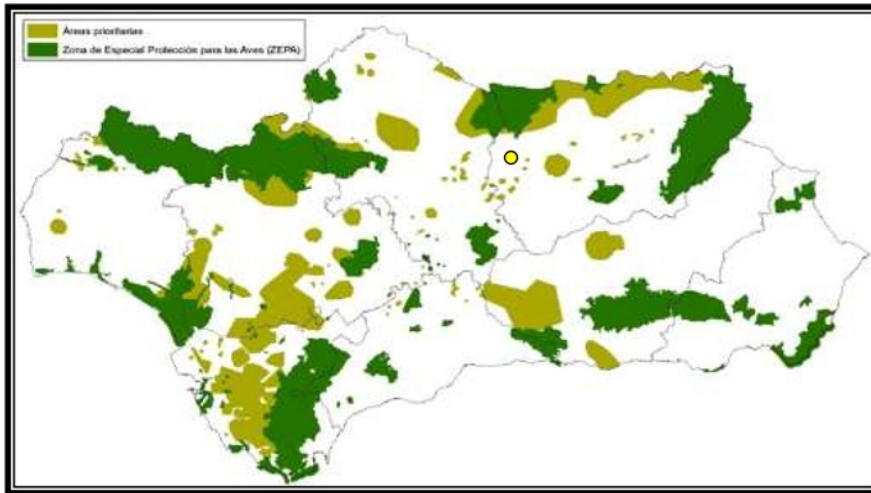 Áreas prioritarias
Zona de Especial Protección para las Aves (ZEPA)